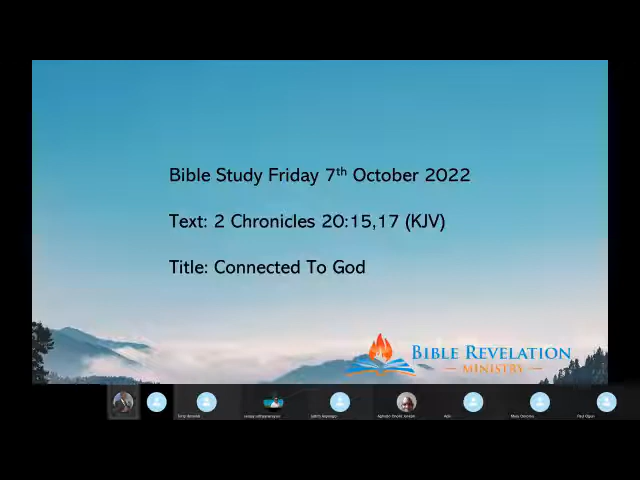 Bible Study Friday 7th October 2022
Text: 2 Chronicles 20:15,17 (KJV)
Title: Connected To God
BIBLE REVELATION
MINISTRY